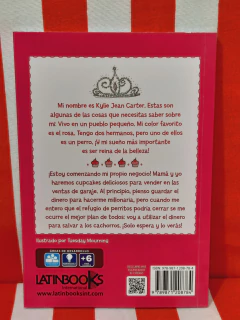 Mi nombre es Kylie Jean Carter. Estas son
algunas de las cosas que necesitas saber sobre
mí: Vivo en un pueblo pequeño. Mi color favorito
es el rosa. Tengo dos hermanos, pero uno de ellos
es un perro. ¡Y mi sueño más importante
es ser reina de la belleza!
¡Estoy comenzando mi propio negocio! Mamá y yo
haremos cupcakes deliciosos para vender en las
ventas de garaje. Al principio, pienso guardar el
dinero para hacerme millonaria, pero cuando me
entero que el refugio de perritos podría cerrar se me
ocurre el mejor plan de todos: voy a utilizar el dinero
para salvar a los cachorros. ¡Solo espera y lo verás!
Ilustrado por Tuesday Mourning
+6
LATINBOOKS
www.latinbooksint.com